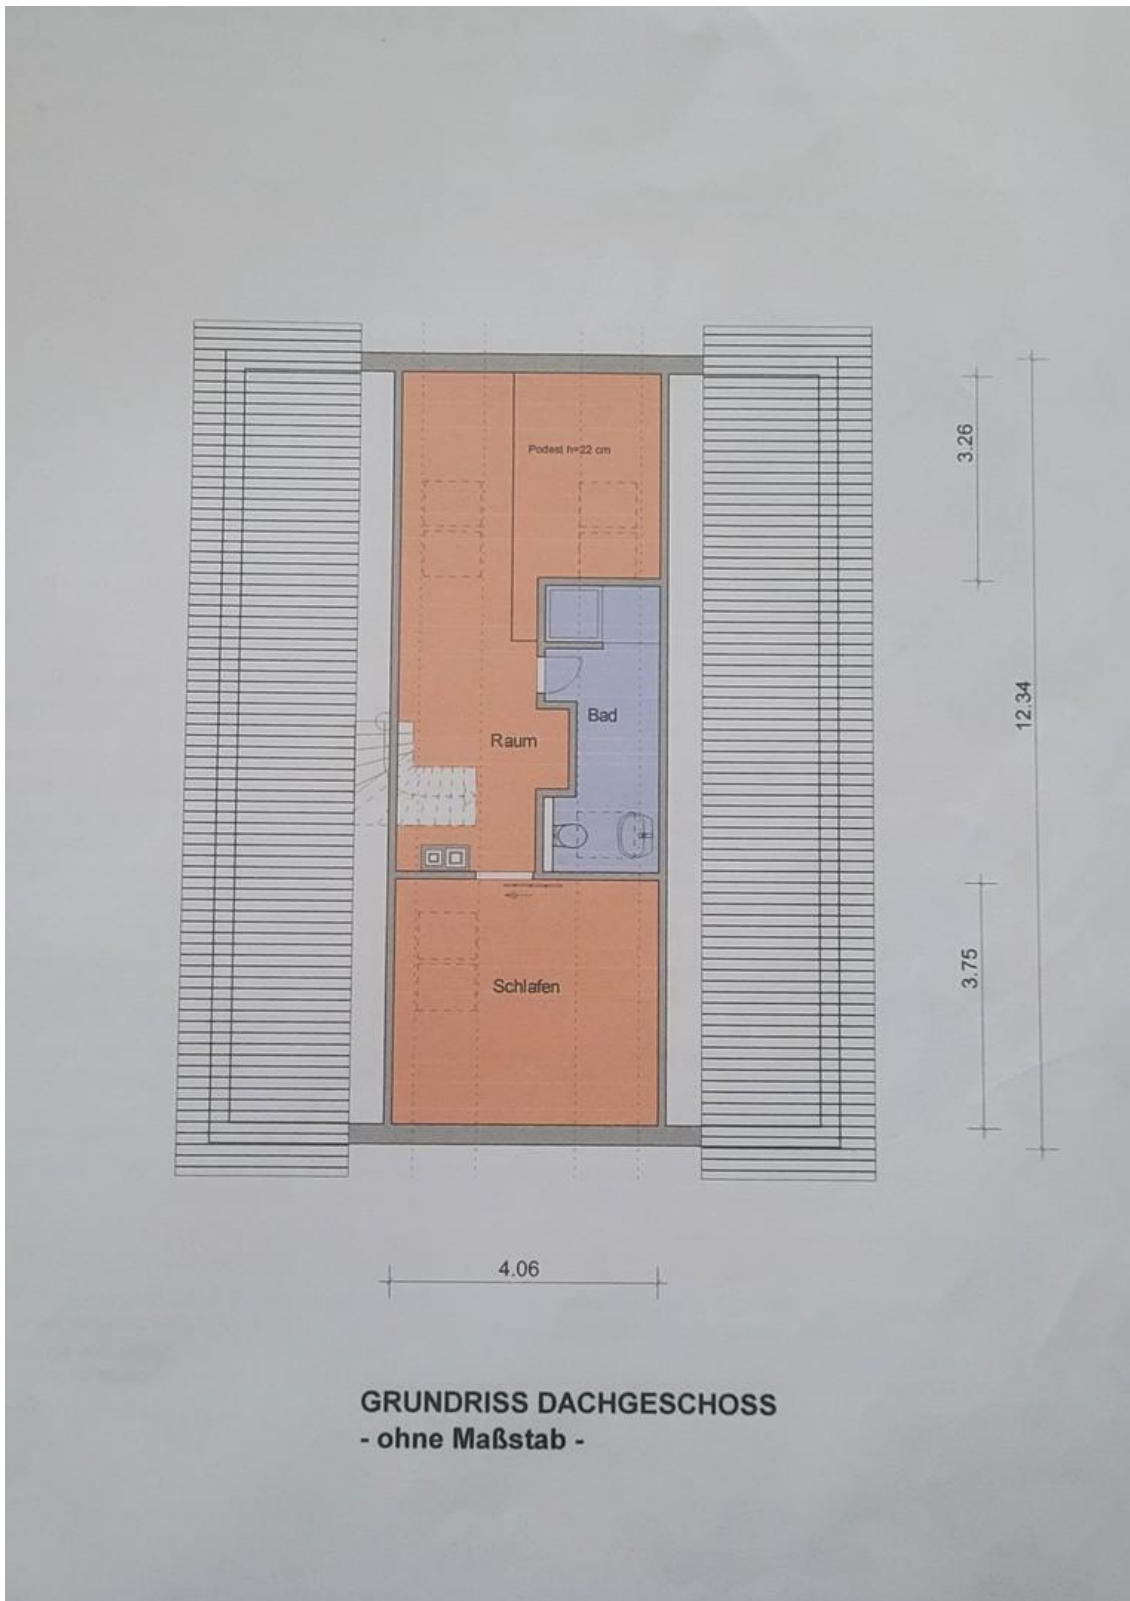 Podest h=22 cm
3.26
12.34
Bad
Raum
3.75
Schlafen
4.06
GRUNDRISS DACHGESCHOSS
- ohne Maßstab -